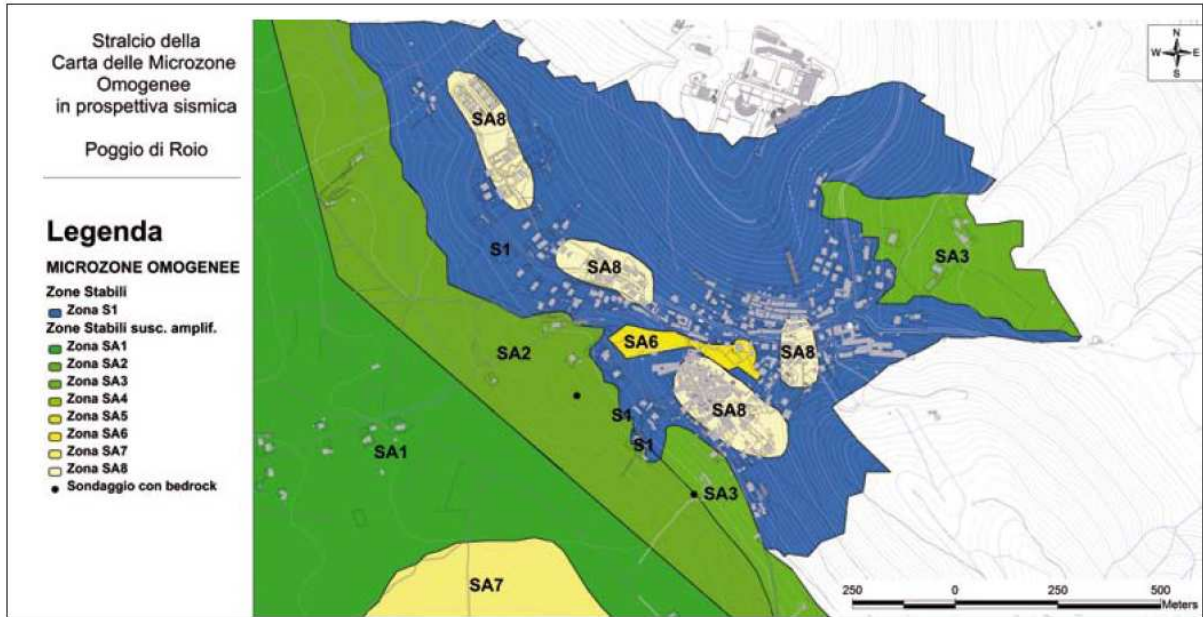 Stralcio della
Carta delle Microzone
Omogenee
in prospettiva sismica
Poggio di Roio
Legenda
MICROZONE OMOGENEE
Zone Stabili
Zona S1
Zone Stabili susc. amplif.
Zona SA1
Zona SA2
Zona SA3
Zona SA4
Zona SA5
Zona SA6
Zona SA7
Zona SA8
Sondaggio con bedrock
N
W E
S
SA8
S1
SA8
SA3
SA2
SA6
SA8
SA8
S1
S1
SA1
SA3
SA7
250 0 250 500
Meters